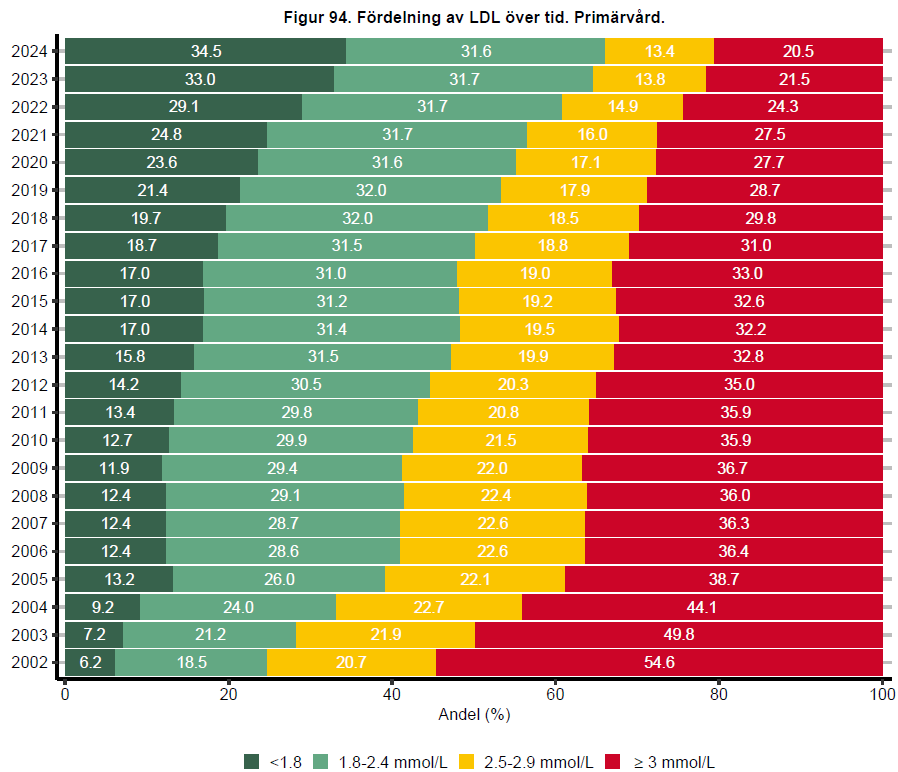 Figur 94. Fördelning av LDL över tid. Primärvård.
2024 34.5 31.6 13.4 20.5
2023 33.0 31.7 13.8 21.5
2022 29.1 31.7 14.9 24.3
2021 24.8 31.7 16.0 27.5
2020 23.6 31.6 17.1 27.7
2019 21.4 32.0 17.9 28.7
2018 19.7 32.0 18.5 29.8
2017 18.7 31.5 18.8 31.0
2016 17.0 31.0 19.0 33.0
2015 17.0 31.2 19.2 32.6
2014 17.0 31.4 19.5 32.2
2013 15.8 31.5 19.9 32.8
2012 14.2 30.5 20.3 35.0
2011 13.4 29.8 20.8 35.9
2010 12.7 29.9 21.5 35.9
2009 11.9 29.4 22.0 36.7
2008 12.4 29.1 22.4 36.0
2007 12.4 28.7 22.6 36.3
2006 12.4 28.6 22.6 36.4
2005 13.2 26.0 22.1 38.7
2004 9.2 24.0 22.7 44.1
2003 7.2 21.2 21.9 49.8
2002 6.2 18.5 20.7 54.6
0 20 40 60 80 100
Andel (%)
<1.8 1.8-2.4 mmol/L 2.5-2.9 mmol/L ≥ 3 mmol/L